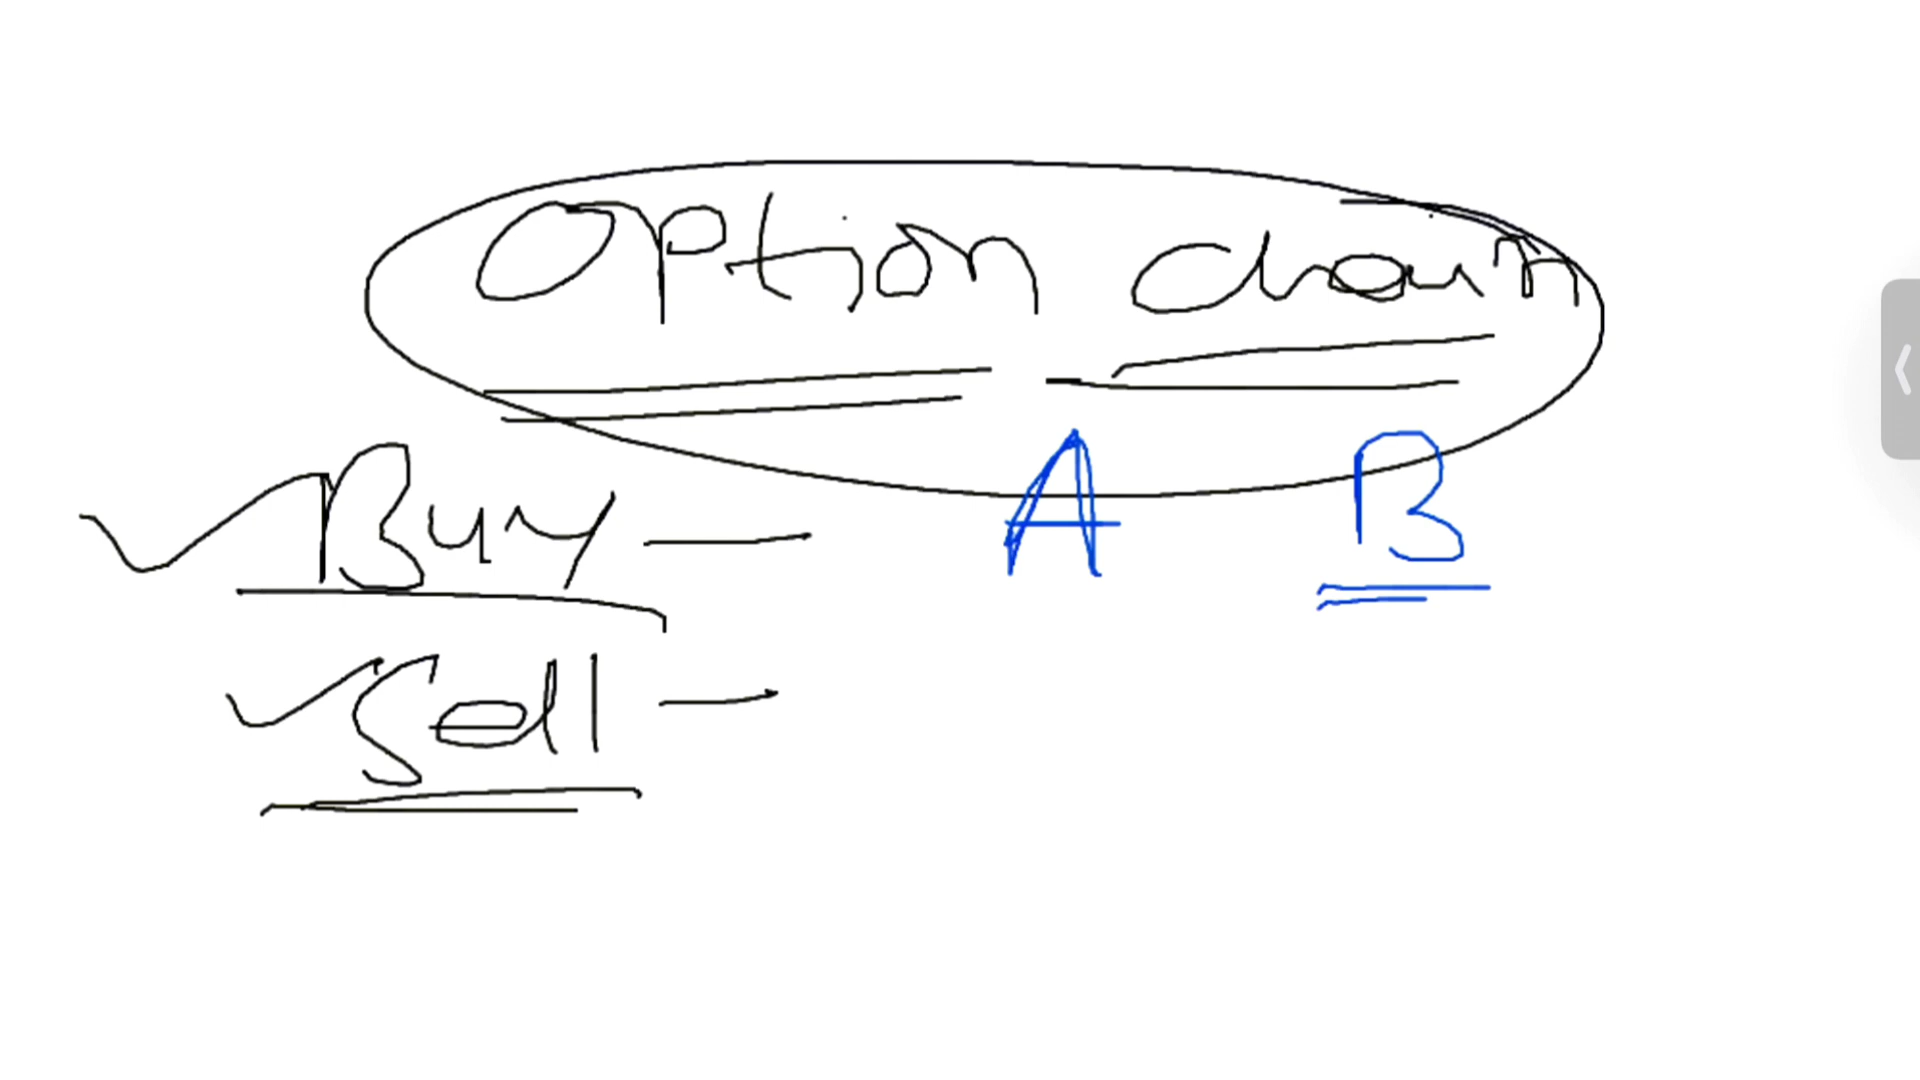 Option chain
Buy — A B
Sell —